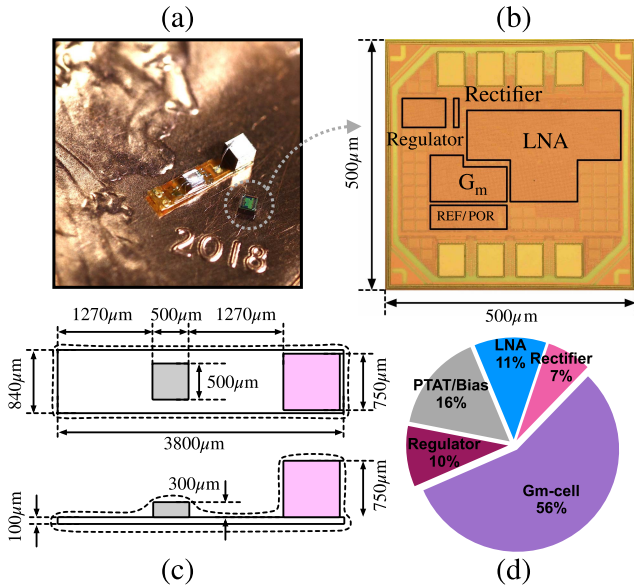 (a)
(b)
2018
Rectifier
Regulator
LNA
Gm
REF/POR
500µm
500µm
1270µm
500µm
1270µm
840µm
500µm
750µm
3800µm
300µm
100µm
750µm
(c)
LNA
11%
Rectifier
7%
PTAT/Bias
16%
Regulator
10%
Gm-cell
56%
(d)